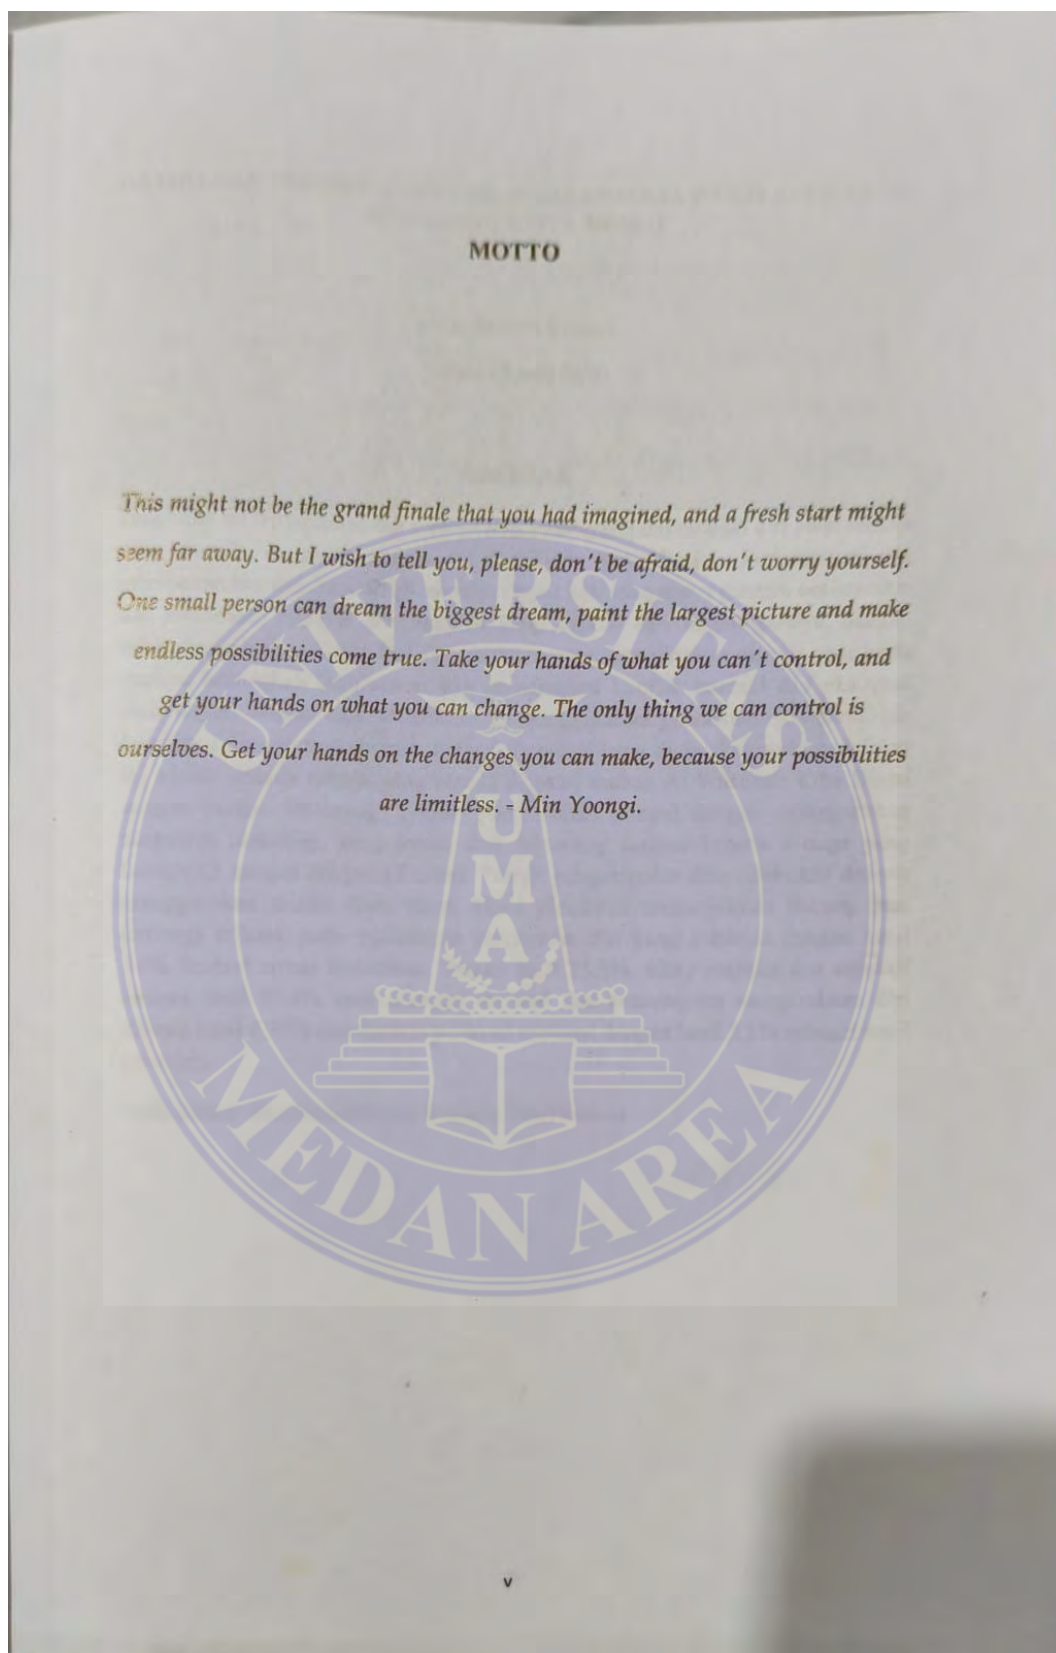 MOTTO
This might not be the grand finale that you had imagined, and a fresh start might
seem far away. But I wish to tell you, please, don't be afraid, don't worry yourself.
One small person can dream the biggest dream, paint the largest picture and make
endless possibilities come true. Take your hands of what you can't control, and
get your hands on what you can change. The only thing we can control is
ourselves. Get your hands on the changes you can make, because your possibilities
are limitless. - Min Yoongi.
UNIVERSITAS
U
M
A
MEDAN AREA
v